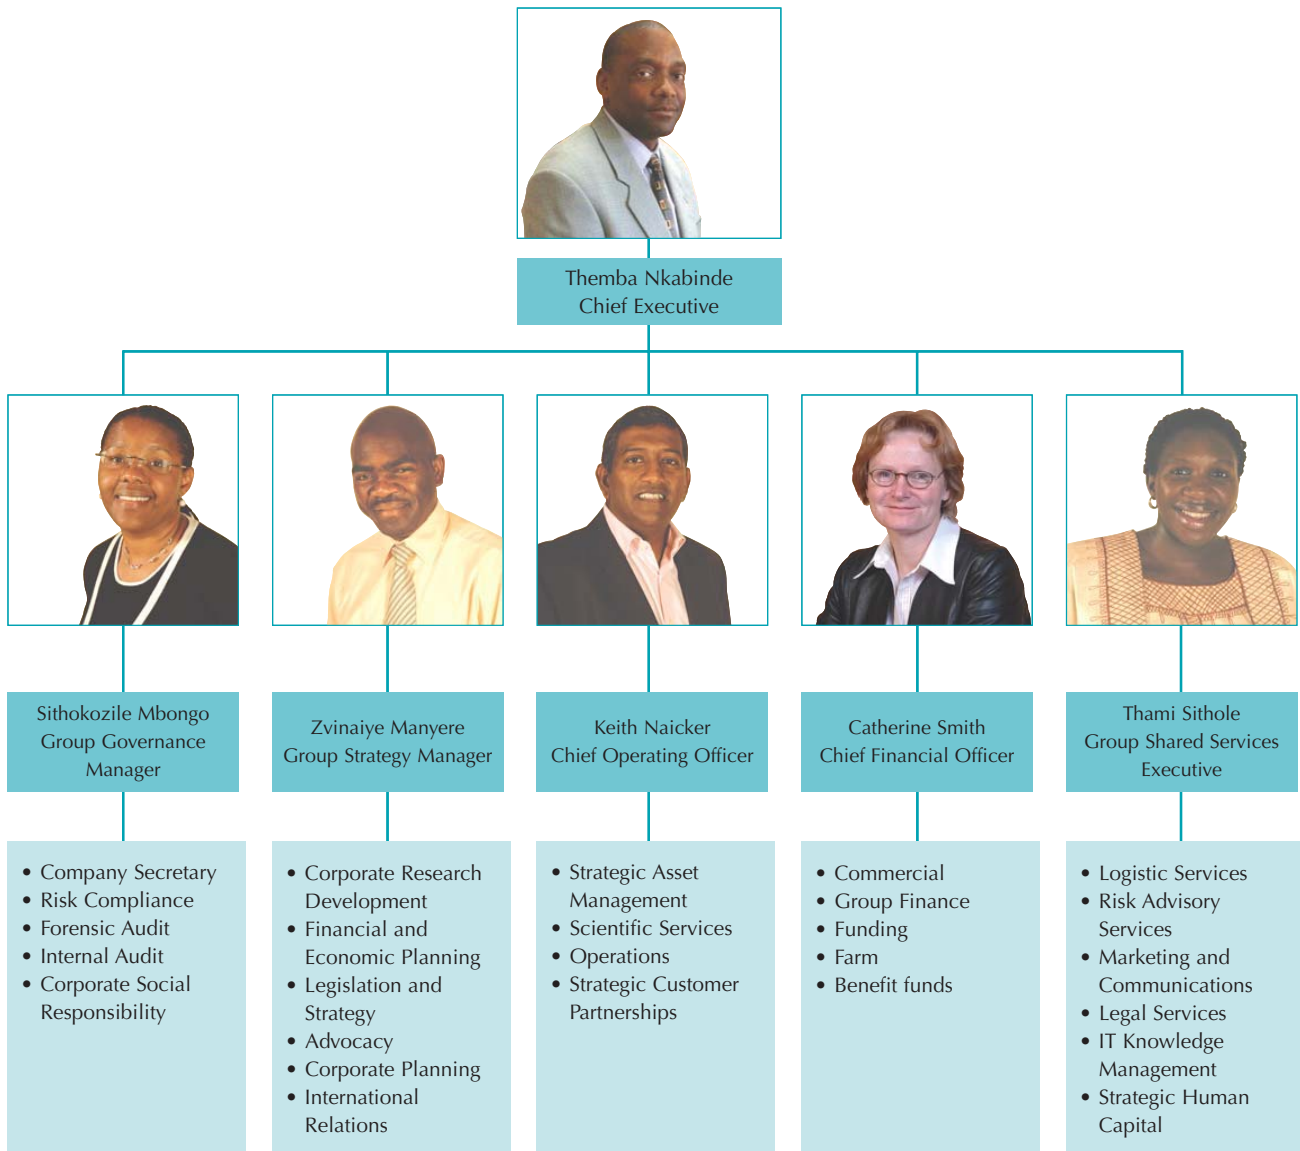 Themba Nkabinde
Chief Executive
Sithokozile Mbongo
Group Governance
Manager
Zvinaiye Manyere
Group Strategy Manager
Keith Naicker
Chief Operating Officer
Catherine Smith
Chief Financial Officer
Thami Sithole
Group Shared Services
Executive
• Company Secretary
• Risk Compliance
• Forensic Audit
• Internal Audit
• Corporate Social
Responsibility
• Corporate Research
Development
• Financial and
Economic Planning
• Legislation and
Strategy
• Advocacy
• Corporate Planning
• International
Relations
• Strategic Asset
Management
• Scientific Services
• Operations
• Strategic Customer
Partnerships
• Commercial
• Group Finance
• Funding
• Farm
• Benefit funds
• Logistic Services
• Risk Advisory
Services
• Marketing and
Communications
• Legal Services
• IT Knowledge
Management
• Strategic Human
Capital